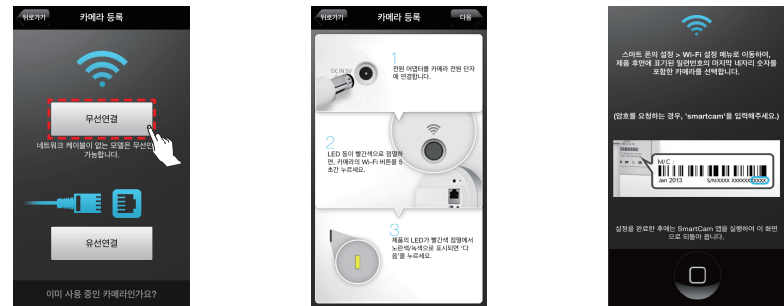 뒤로가기 카메라 등록
무선연결
네트워크 케이블이 없는 모델은 무선연
가능합니다.
유선연결
이미 사용 중인 카메라인가요?
뒤로가기 카메라 등록 다음
1
DC IN 5V
전원 어댑터를 카메라 전원 단자
에 연결합니다.
2
LED 등이 빨간색으로 점멸하
면, 카메라의 Wi-Fi 버튼을 5
초간 누르세요.
3
제품의 LED가 빨간색 점멸에서
노란색/녹색으로 표시되면 '다
음'을 누르세요.
스마트 폰의 설정 > Wi-Fi 설정 메뉴로 이동하여,
제품 후면에 표기된 일련번호의 마지막 네자리 숫자를
포함한 카메라를 선택합니다.
(암호를 요청하는 경우, 'smartcam'을 입력해주세요.)
M/C :
Jan 2013 S/N:XXXX XXXXXX XXXX
설정을 완료한 후에는 SmartCam 앱을 실행하여 이 화면
으로 되돌아 옵니다.